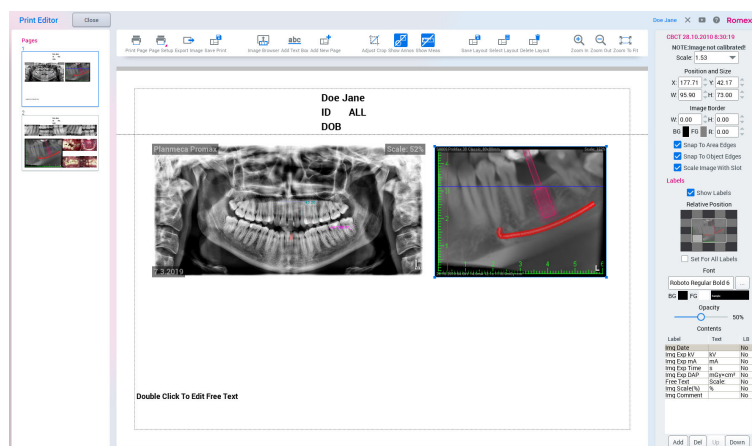 Print Editor
Close
Doe Jane
Romex
Pages
1
2
Print Page
Page Setup
Export Image
Save Print
Image Browser
Add Text Box
Add New Page
Adjust Crop
Show Annos
Show Meas
Save Layout
Select Layout
Delete Layout
Zoom In
Zoom Out
Zoom To Fit
abc
Doe Jane
ID ALL
DOB
Planmeca Promax
Scale: 52%
7.3.2019
L
L
Double Click To Edit Free Text
CBCT 28.10.2010 8:30:19
NOTE:Image not calibrated!
Scale: 1.53
Position and Size
X: 177.71 Y: 42.17
W: 95.90 H: 73.00
Image Border
W: 0.00 H: 0.00
BG FG R: 0.00
Snap To Area Edges
Snap To Object Edges
Scale Image With Slot
Labels
Show Labels
Relative Position
Set For All Labels
Font
Roboto Regular Bold 6 ...
BG FG
Opacity
50%
Contents
Label Text LB
Img Date No
Img Exp kV kV No
Img Exp mA mA No
Img Exp Time s No
Img Exp DAP mGy×cm² No
Free Text Scale: No
Img Scale(%) % No
Img Comment No
Add Del Up Down